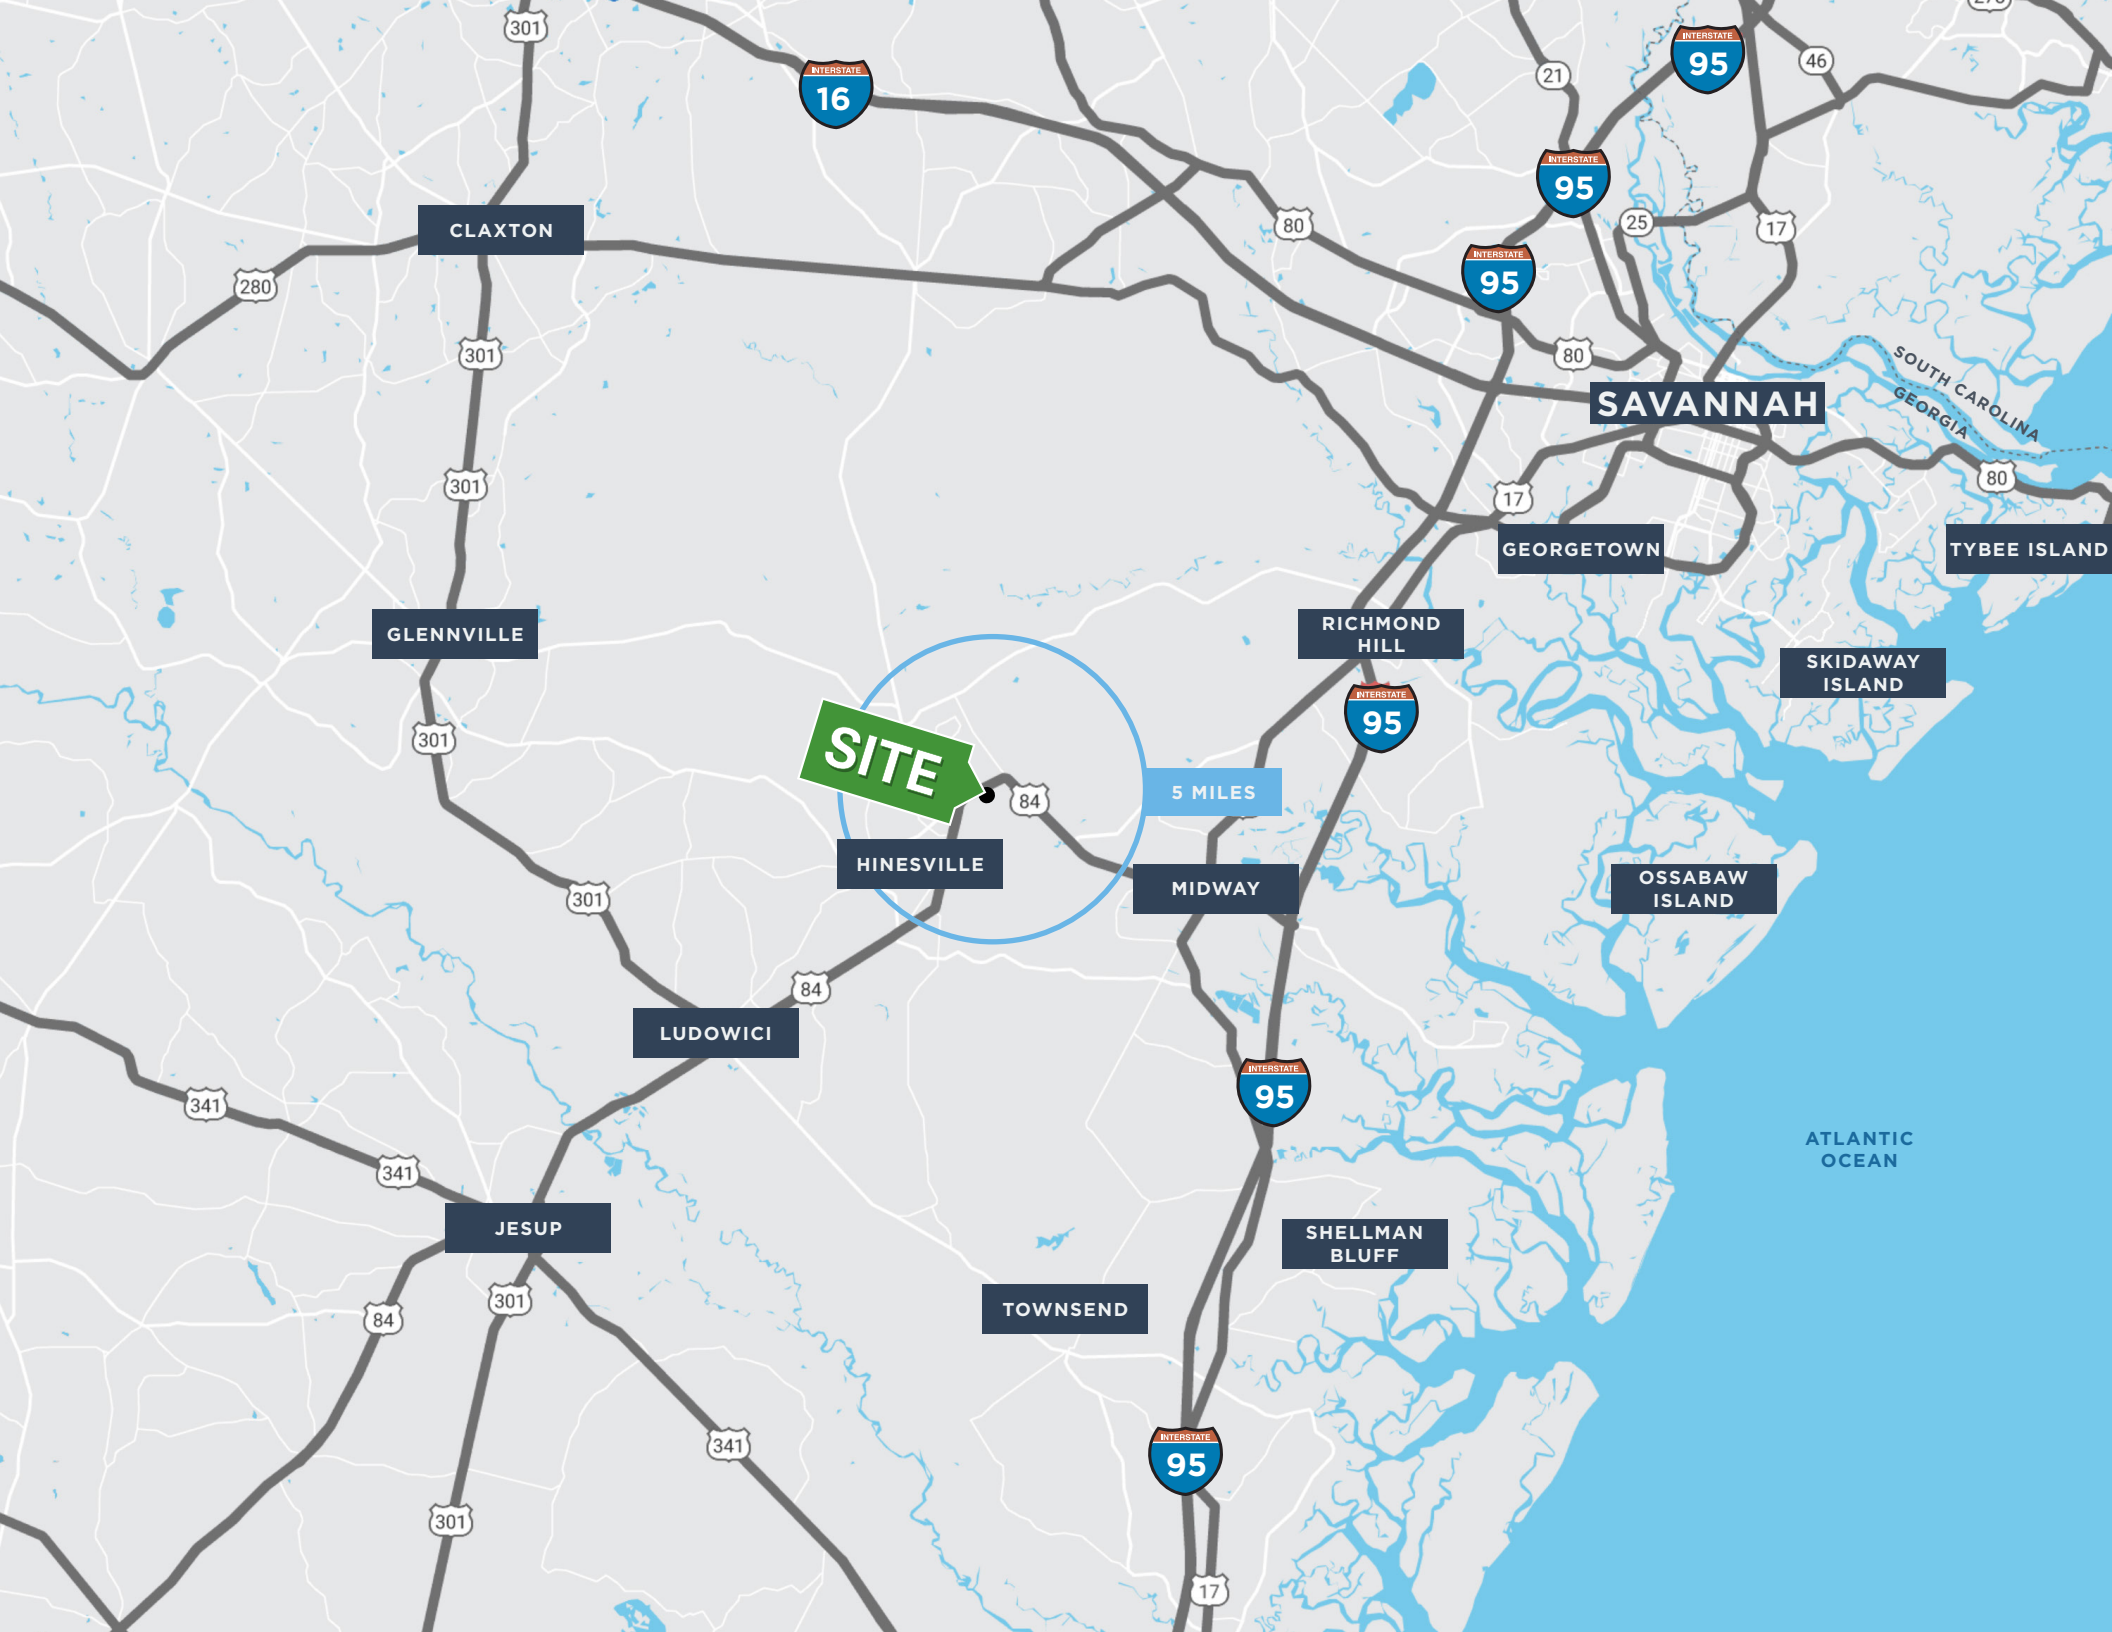 301
INTERSTATE
95
46
21
INTERSTATE
16
INTERSTATE
95
25
17
80
CLAXTON
280
INTERSTATE
95
301
80
SOUTH CAROLINA
GEORGIA
SAVANNAH
301
17
80
GEORGETOWN
TYBEE ISLAND
GLENNVILLE
RICHMOND
HILL
SKIDAWAY
ISLAND
301
INTERSTATE
95
SITE
84
5 MILES
HINESVILLE
MIDWAY
OSSABAW
ISLAND
301
84
LUDOWICI
341
INTERSTATE
95
ATLANTIC
OCEAN
341
JESUP
SHELLMAN
BLUFF
301
84
TOWNSEND
341
INTERSTATE
95
301
17